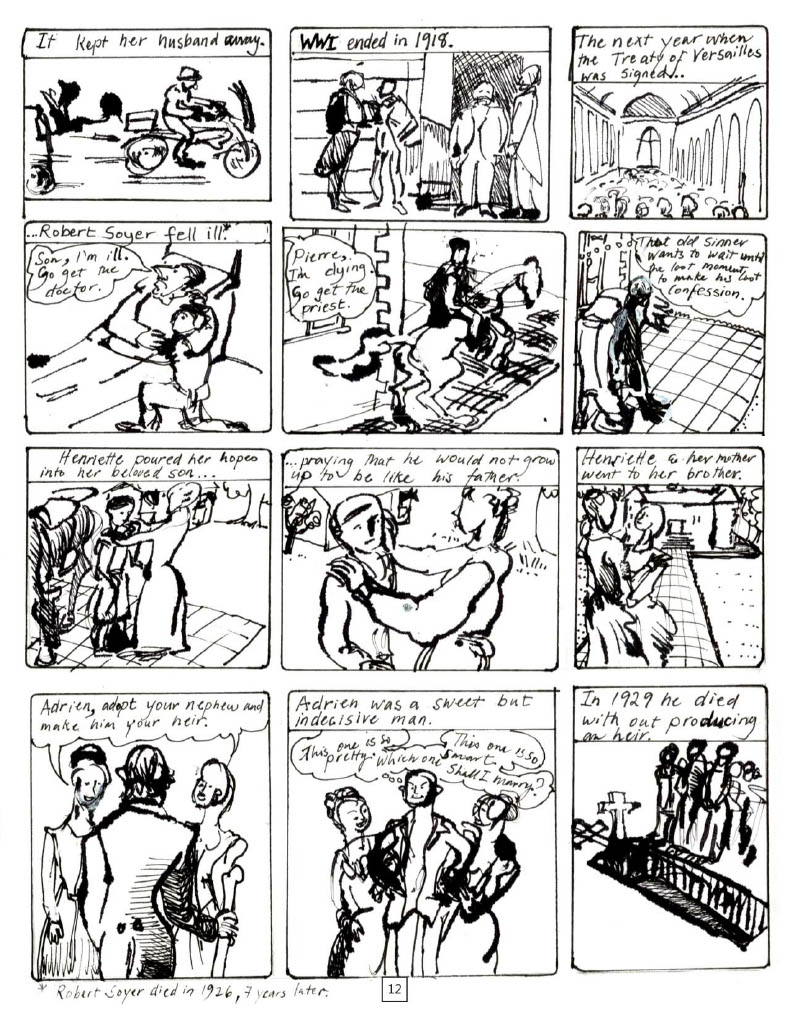 It kept her husband away.
WWI ended in 1918.
The next year when
the Treaty of Versailles
was signed..
...Robert Soyer fell ill.*
Son, I'm ill.
Go get the
doctor.
Pierre,
I'm dying.
Go get the
priest.
That old sinner
wants to wait until
the last moment
to make his last
confession.
Henriette poured her hopes
into her beloved son...
...praying that he would not grow
up to be like his father.
Henriette & her mother
went to her brother.
Adrien, adopt your nephew and
make him your heir.
Adrien was a sweet but
indecisive man.
This one is so
pretty.
This one is so
smart.
Which one
Shall I marry?
In 1929 he died
with out producing
an heir.
* Robert Soyer died in 1926, 7 years later.
12